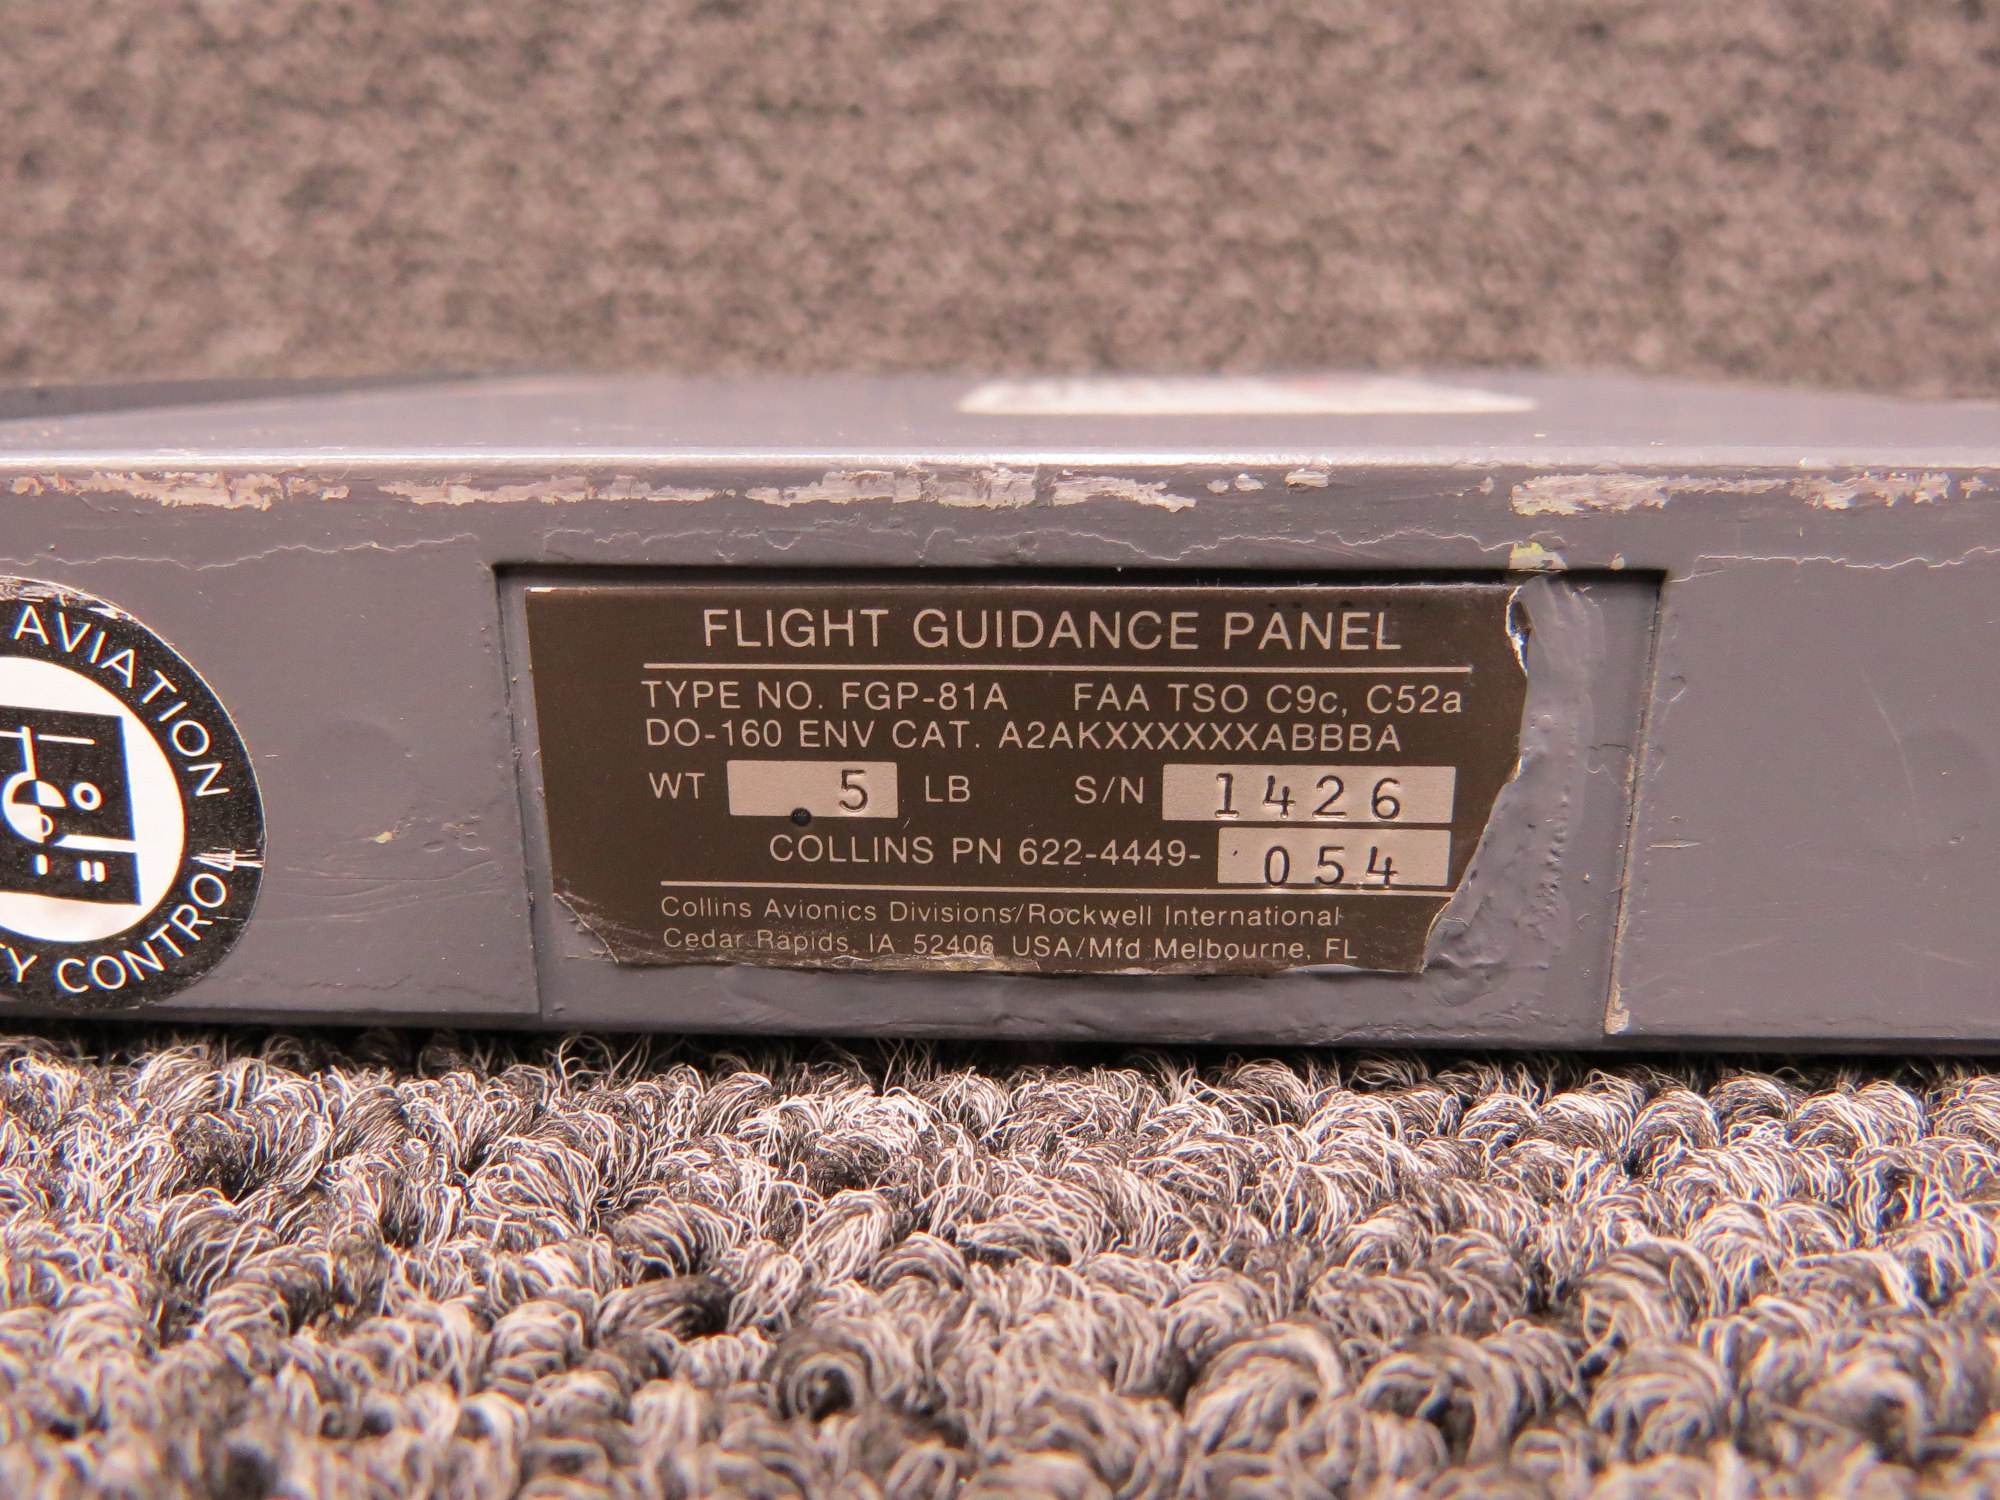 FLIGHT GUIDANCE PANEL
TYPE NO. FGP-81A FAA TSO C9c, C52a
DO-160 ENV CAT. A2AKXXXXXXXABBBA
WT .5 LB S/N 1426
COLLINS PN 622-4449-054
Collins Avionics Divisions/Rockwell International
Cedar Rapids, IA 52406 USA/Mfd Melbourne, FL
AVIATION
CONTROL